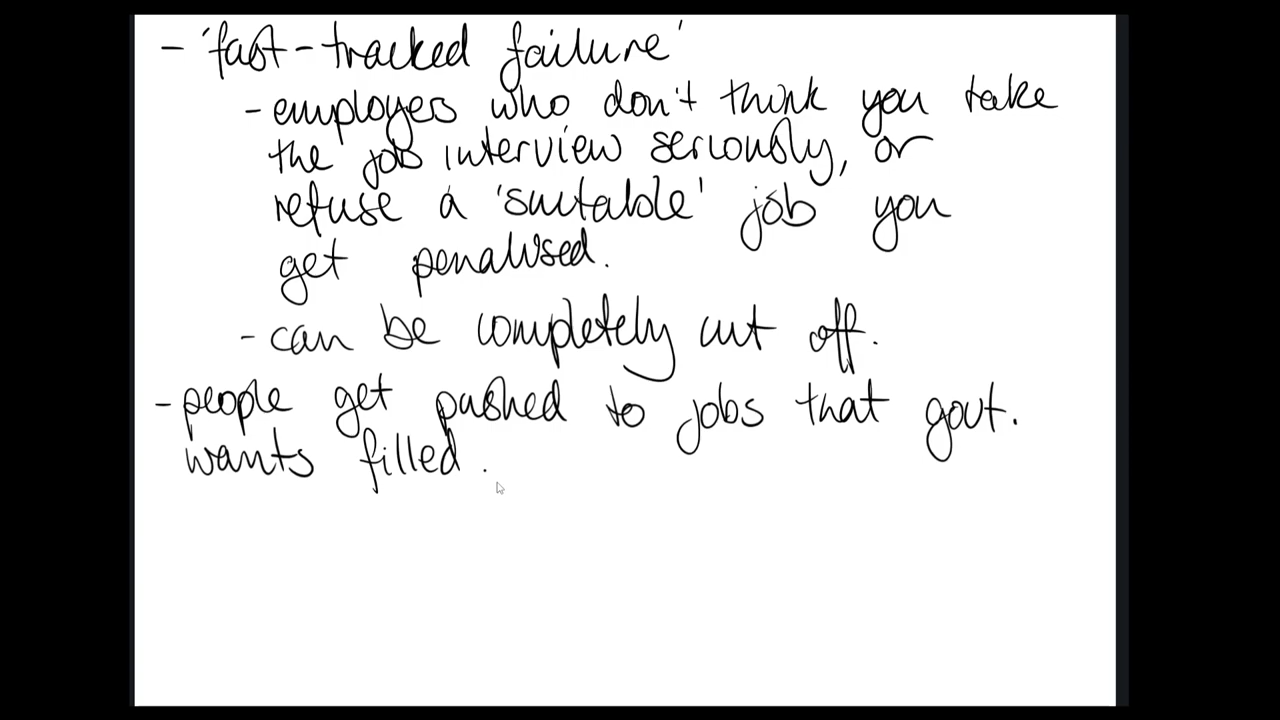 - 'fast-tracked failure'
- employers who don't think you take
the job interview seriously, or
refuse a 'suitable' job you
get penalised.
- can be completely cut off.
- people get pushed to jobs that govt.
wants filled.